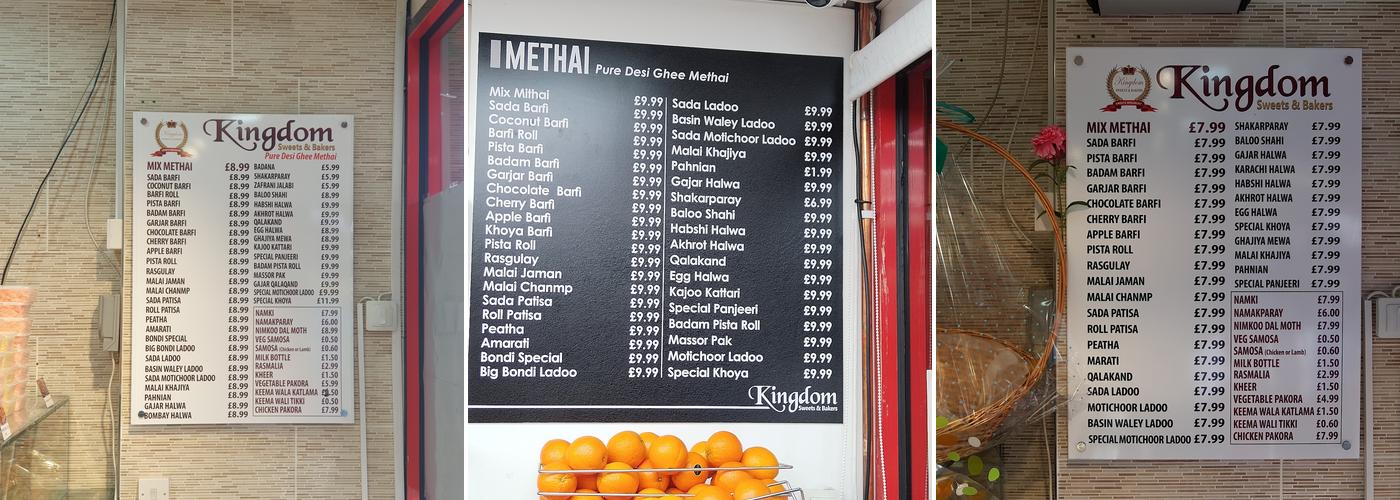 Kingdom
Sweets & Bakers
Pure Desi Ghee Methai
MIX METHAI £8.99
SADA BARFI £8.99
COCONUT BARFI £8.99
BARFI ROLL £8.99
PISTA BARFI £8.99
BADAM BARFI £8.99
GARJAR BARFI £8.99
CHOCOLATE BARFI £8.99
CHERRY BARFI £8.99
APPLE BARFI £8.99
PISTA ROLL £8.99
RASGULAY £8.99
MALAI JAMAN £8.99
MALAI CHANMP £8.99
SADA PATISA £8.99
ROLL PATISA £8.99
PEATHA £8.99
AMARATI £8.99
BONDI SPECIAL £8.99
BIG BONDI LADOO £8.99
SADA LADOO £8.99
BASIN WALEY LADOO £8.99
SADA MOTICHOOR LADOO £8.99
MALAI KHAJIYA £8.99
PAHNIAN £8.99
GAJAR HALWA £8.99
BOMBAY HALWA £8.99
BADANA £5.99
SHAKARPARAY £5.99
ZAFRANI JALABI £5.99
BALOO SHAHI £8.99
HABSHI HALWA £9.99
AKHROT HALWA £9.99
QALAKAND £9.99
EGG HALWA £8.99
GHAJIYA MEWA £8.99
KAJOO KATTARI £9.99
SPECIAL PANJEERI £9.99
BADAM PISTA ROLL £9.99
MASSOR PAK £9.99
GAJAR QALAQAND £9.99
SPECIAL MOTICHOOR LADOO £9.99
SPECIAL KHOYA £11.99
NAMKI £7.99
NAMAKPARAY £6.00
NIMKOO DAL MOTH £8.99
VEG SAMOSA £0.50
SAMOSA (Chicken or Lamb) £0.60
MILK BOTTLE £1.50
RASMALIA £2.99
KHEER £1.50
VEGETABLE PAKORA £5.99
KEEMA WALA KATLAMA
KEEMA WALI TIKKI £0.50
CHICKEN PAKORA £7.99
METHAI Pure Desi Ghee Methai
Mix Mithai £9.99
Sada Barfi £9.99
Coconut Barfi £9.99
Barfi Roll £9.99
Pista Barfi £9.99
Badam Barfi £9.99
Garjar Barfi £9.99
Chocolate Barfi £9.99
Cherry Barfi £9.99
Apple Barfi £9.99
Khoya Barfi £9.99
Pista Roll £9.99
Rasgulay £9.99
Malai Jaman £9.99
Malai Chanmp £9.99
Sada Patisa £9.99
Roll Patisa £9.99
Peatha £9.99
Amarati £9.99
Bondi Special £9.99
Big Bondi Ladoo £9.99
Sada Ladoo £9.99
Basin Waley Ladoo £9.99
Sada Motichoor Ladoo £9.99
Malai Khajiya £9.99
Pahnian £1.99
Gajar Halwa £9.99
Shakarparay £6.99
Baloo Shahi £9.99
Habshi Halwa £9.99
Akhrot Halwa £9.99
Qalakand £9.99
Egg Halwa £9.99
Kajoo Kattari £9.99
Special Panjeeri £9.99
Badam Pista Roll £9.99
Massor Pak £9.99
Motichoor Ladoo £9.99
Special Khoya £9.99
Kingdom
Sweets & Bakers
Kingdom
Kingdom
Sweets & Bakers
MIX METHAI £7.99
SADA BARFI £7.99
PISTA BARFI £7.99
BADAM BARFI £7.99
GARJAR BARFI £7.99
CHOCOLATE BARFI £7.99
CHERRY BARFI £7.99
APPLE BARFI £7.99
PISTA ROLL £7.99
RASGULAY £7.99
MALAI JAMAN £7.99
MALAI CHANMP £7.99
SADA PATISA £7.99
ROLL PATISA £7.99
PEATHA £7.99
MARATI £7.99
QALAKAND £7.99
SADA LADOO £7.99
MOTICHOOR LADOO £7.99
BASIN WALEY LADOO £7.99
SPECIAL MOTICHOOR LADOO £7.99
SHAKARPARAY £7.99
BALOO SHAHI £7.99
GAJAR HALWA £7.99
KARACHI HALWA £7.99
HABSHI HALWA £7.99
AKHROT HALWA £7.99
EGG HALWA £7.99
SPECIAL KHOYA £7.99
GHAJIYA MEWA £7.99
MALAI KHAJIYA £7.99
PAHNIAN £7.99
SPECIAL PANJEERI £7.99
NAMKI £7.99
NAMAKPARAY £6.00
NIMKOO DAL MOTH £7.99
VEG SAMOSA £0.50
SAMOSA (Chicken or Lamb) £0.60
MILK BOTTLE £1.50
RASMALIA £2.99
KHEER £1.50
VEGETABLE PAKORA £4.99
KEEMA WALA KATLAMA £1.50
KEEMA WALI TIKKI £0.60
CHICKEN PAKORA £7.99